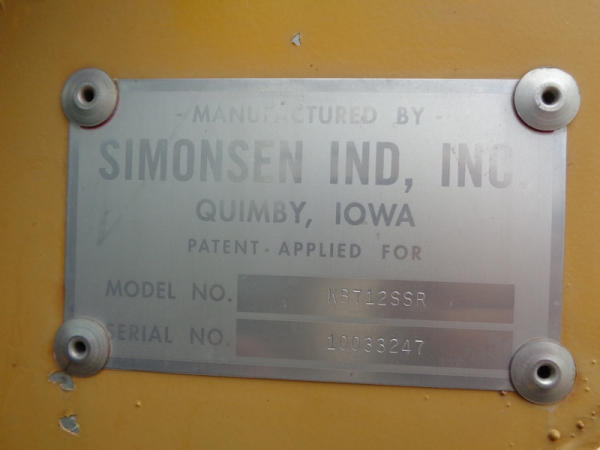 - MANUFACTURED BY -
SIMONSEN IND, INC
QUIMBY, IOWA
PATENT - APPLIED FOR
MODEL NO.
SERIAL NO. 10033247